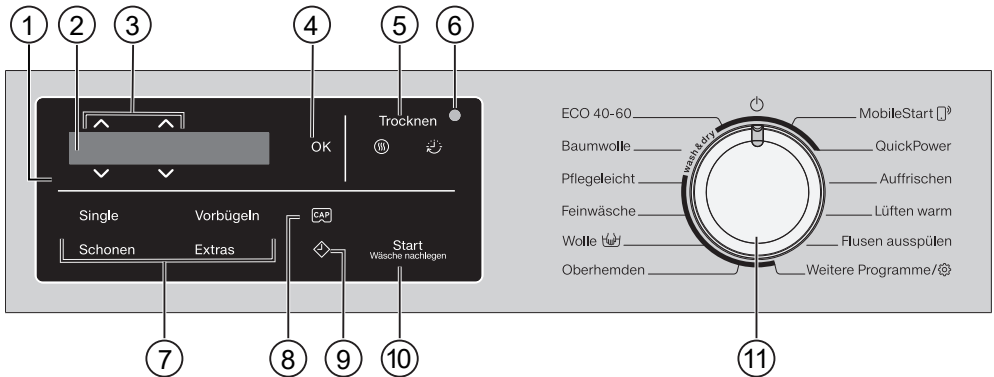 1 2 3 4 5 6
Trocknen
OK
Single Vorbügeln CAP
Schonen Extras
Start
Wäsche nachlegen
ECO 40-60
Baumwolle
Pflegeleicht
Feinwäsche
Wolle
Oberhemden
wash&dry
MobileStart
QuickPower
Auffrischen
Lüften warm
Flusen ausspülen
Weitere Programme/
7 8 9 10 11